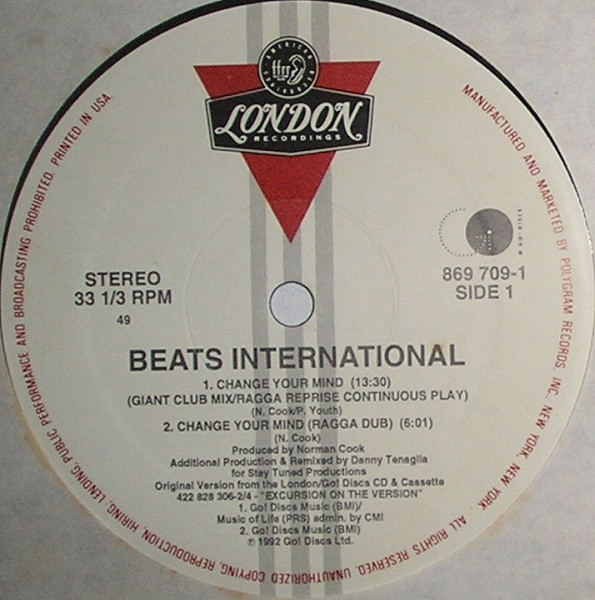 AMERICAN
ffrr
LONDON
RECORDINGS
STEREO
33 1/3 RPM
49
869 709-1
SIDE 1
BEATS INTERNATIONAL
1. CHANGE YOUR MIND (13:30)
(GIANT CLUB MIX/RAGGA REPRISE CONTINUOUS PLAY)
(N. Cook/P. Youth)
2. CHANGE YOUR MIND (RAGGA DUB) (6:01)
(N. Cook)
Produced by Norman Cook
Additional Production & Remixed by Danny Tenaglia
for Stay Tuned Productions
Original Version from the London/Go! Discs CD & Cassette
422 828 306-2/4 - "EXCURSION ON THE VERSION"
1. Go! Discs Music (BMI)/
Music of Life (PRS) admin. by CMI
2. Go! Discs Music (BMI)
℗ 1992 Go! Discs Ltd.
MANUFACTURED AND MARKETED BY POLYGRAM RECORDS, INC. NEW YORK, NEW YORK · ALL RIGHTS RESERVED. UNAUTHORIZED COPYING, REPRODUCTION, HIRING, LENDING, PUBLIC PERFORMANCE AND BROADCASTING PROHIBITED. PRINTED IN USA.